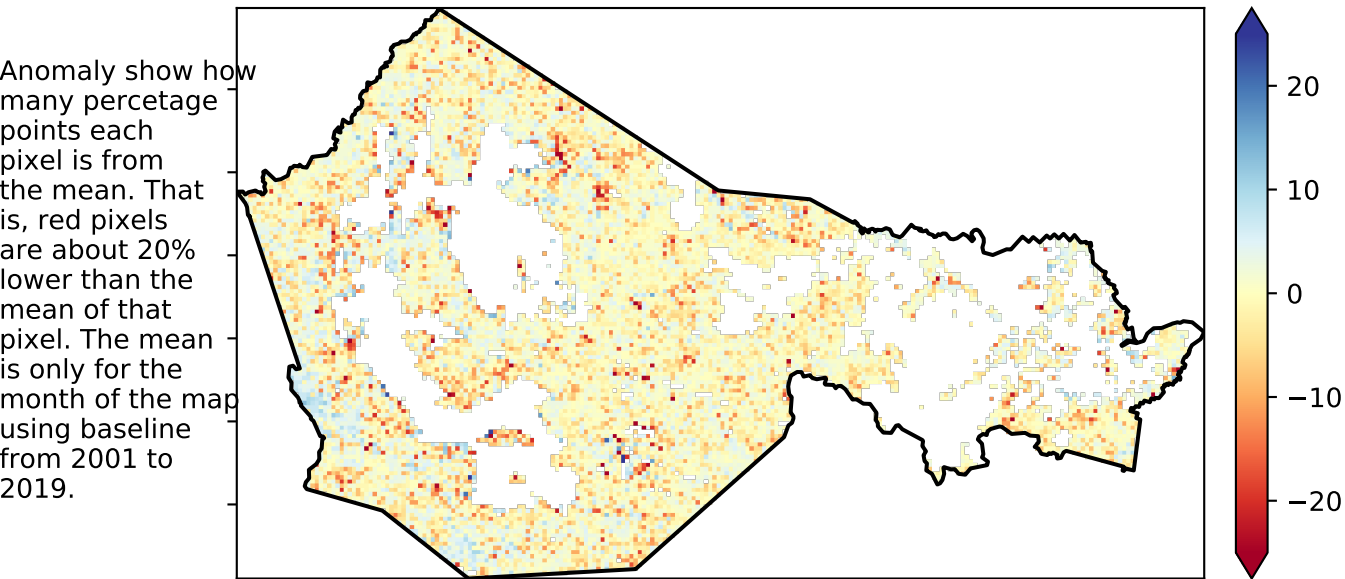 Anomaly show how
many percetage
points each
pixel is from
the mean. That
is, red pixels
are about 20%
lower than the
mean of that
pixel. The mean
is only for the
month of the map
using baseline
from 2001 to
2019.
20
10
0
−10
−20